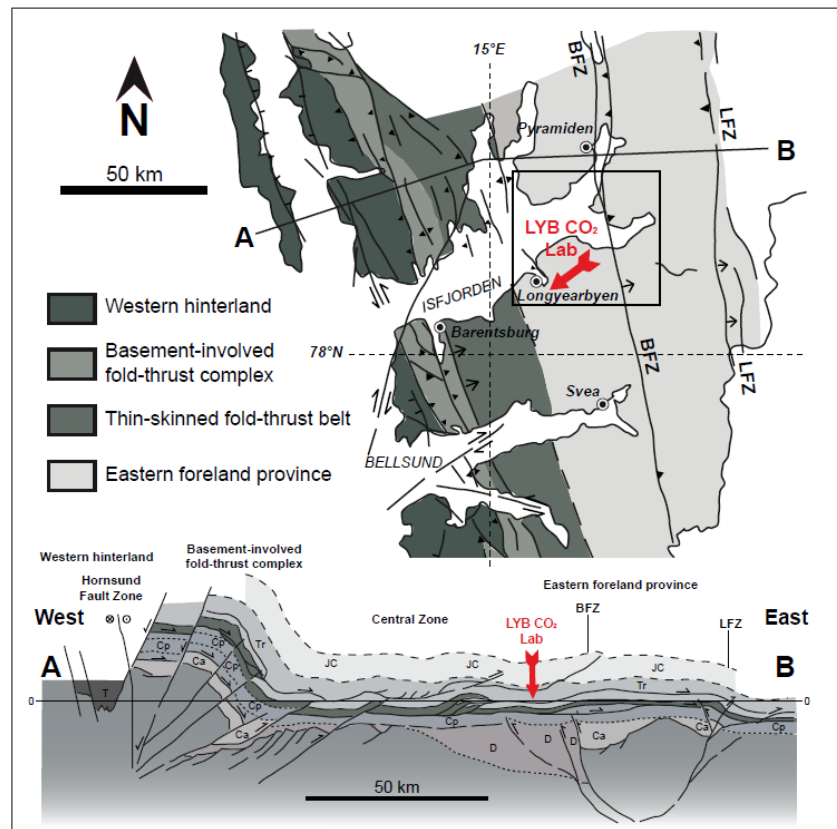 15°E
BFZ
LFZ
N
Pyramiden
50 km
B
A
LYB CO₂
Lab
ISFJORDEN
Longyearbyen
Western hinterland
Barentsburg
Basement-involved
fold-thrust complex
78°N
BFZ
LFZ
Svea
Thin-skinned fold-thrust belt
BELLSUND
Eastern foreland province
Western hinterland
Basement-involved
fold-thrust complex
Eastern foreland province
Hornsund
Fault Zone
BFZ
West
Central Zone
LYB CO₂
Lab
LFZ
East
A
B
Cp
Ca
Cp
Tr
JC
JC
JC
Tr
T
0
0
Cp
Ca
Cp
Ca
D
D
D
Ca
Ca
Cp
50 km